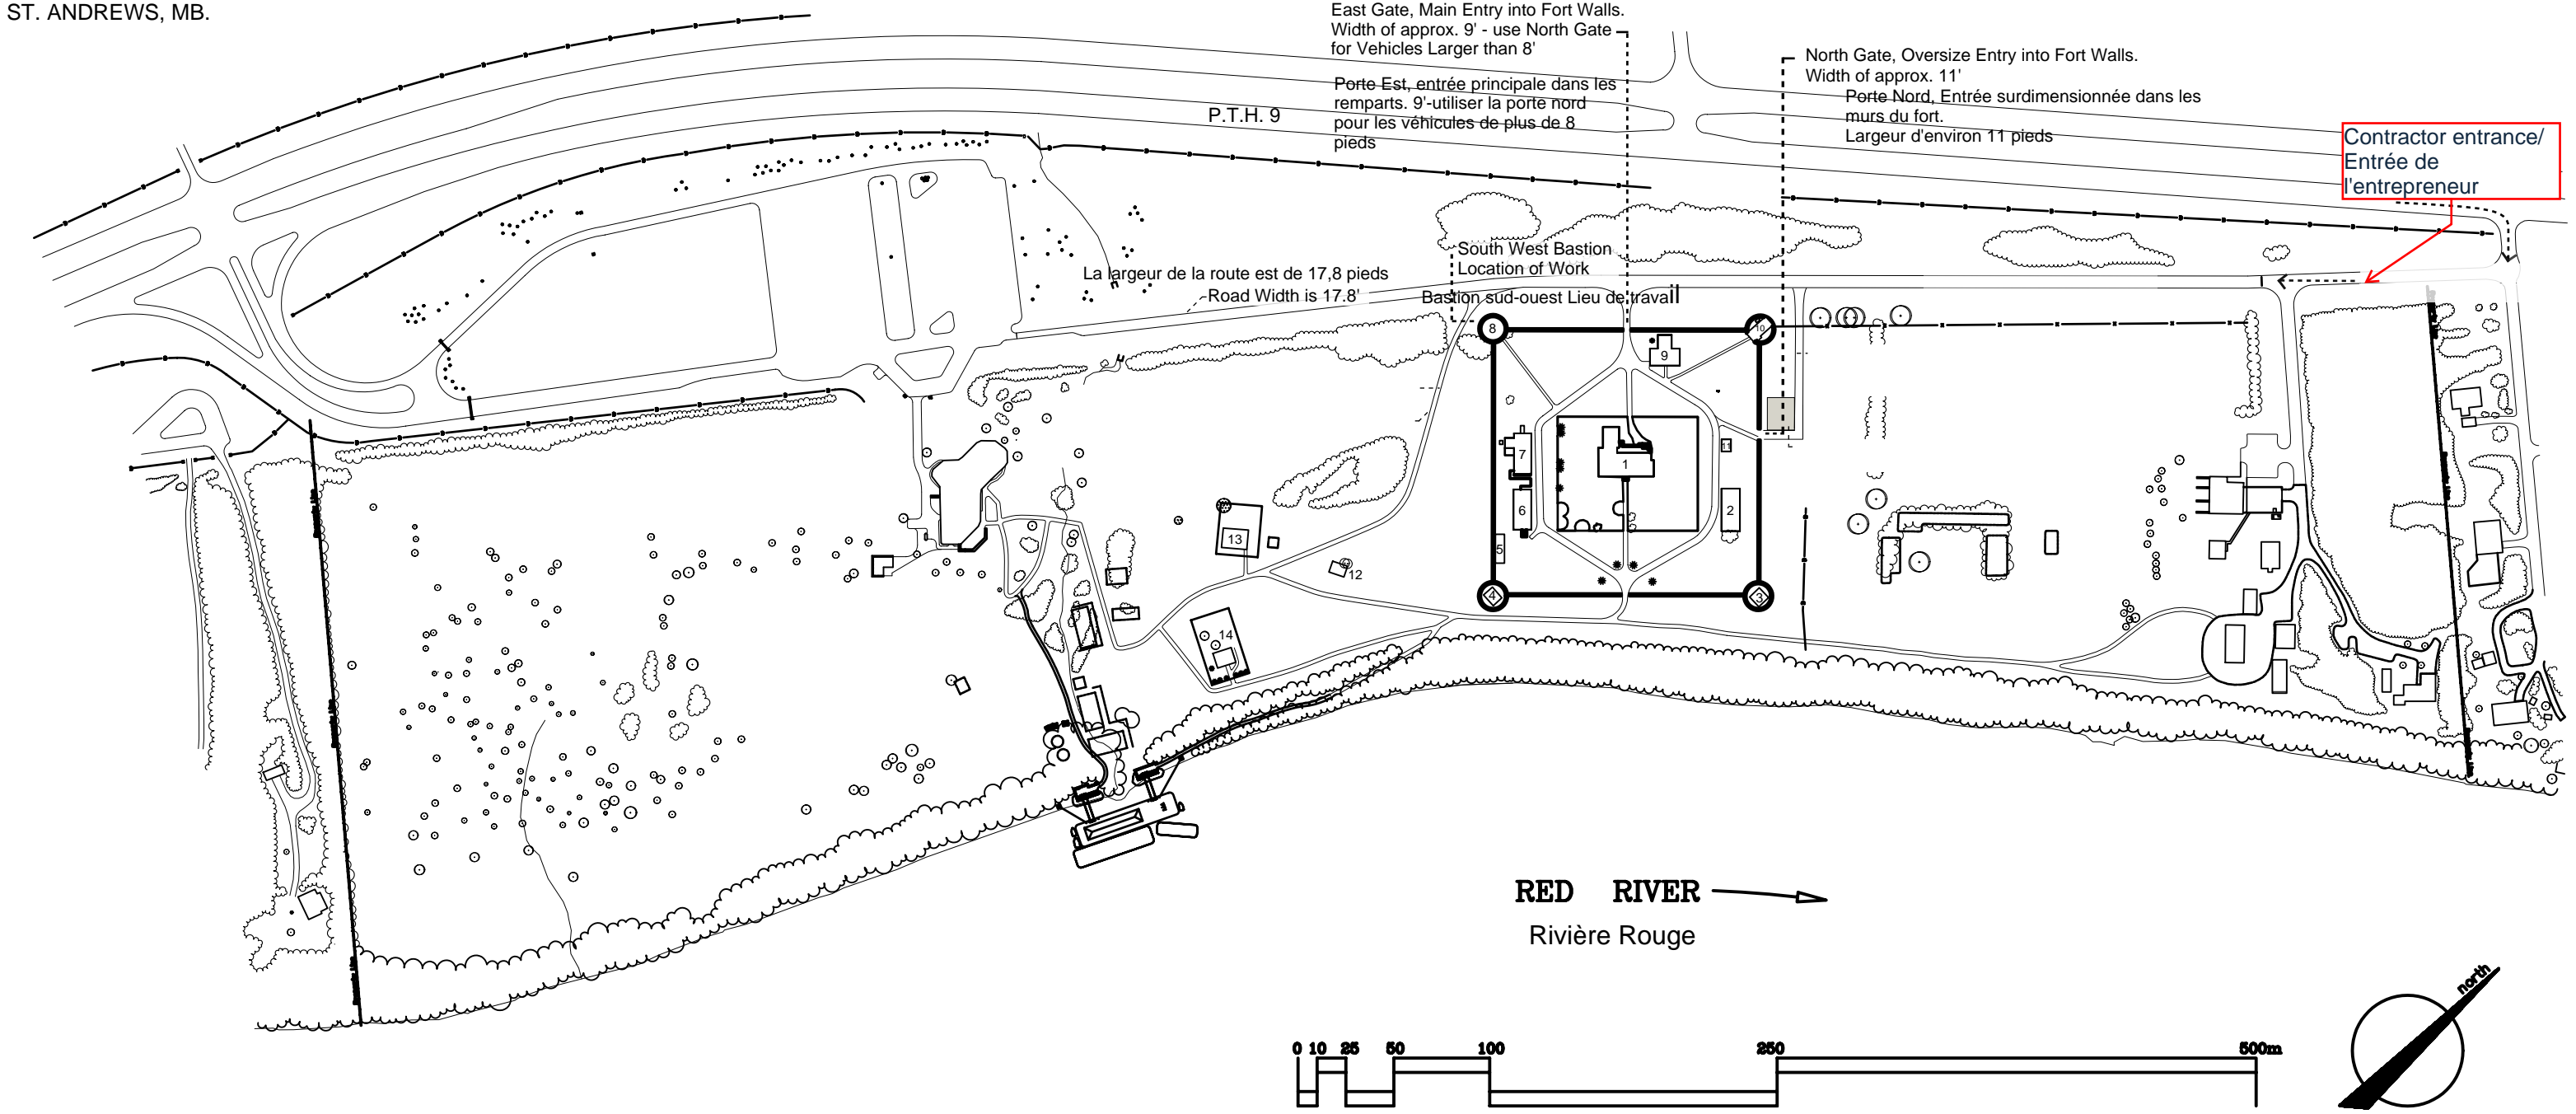 ST. ANDREWS, MB.
East Gate, Main Entry into Fort Walls.
Width of approx. 9' - use North Gate
for Vehicles Larger than 8'
Porte Est, entrée principale dans les
remparts. 9'-utiliser la porte nord
pour les véhicules de plus de 8
pieds
P.T.H. 9
North Gate, Oversize Entry into Fort Walls.
Width of approx. 11'
Porte Nord, Entrée surdimensionnée dans les
murs du fort.
Largeur d'environ 11 pieds
Contractor entrance/
Entrée de
l'entrepreneur
South West Bastion
Location of Work
La largeur de la route est de 17,8 pieds
Road Width is 17.8'
Bastion sud-ouest Lieu de travail
8
10
9
11
7
1
6
2
5
13
12
4
3
14
RED RIVER
Rivière Rouge
north
0 10 25 50 100 250 500m